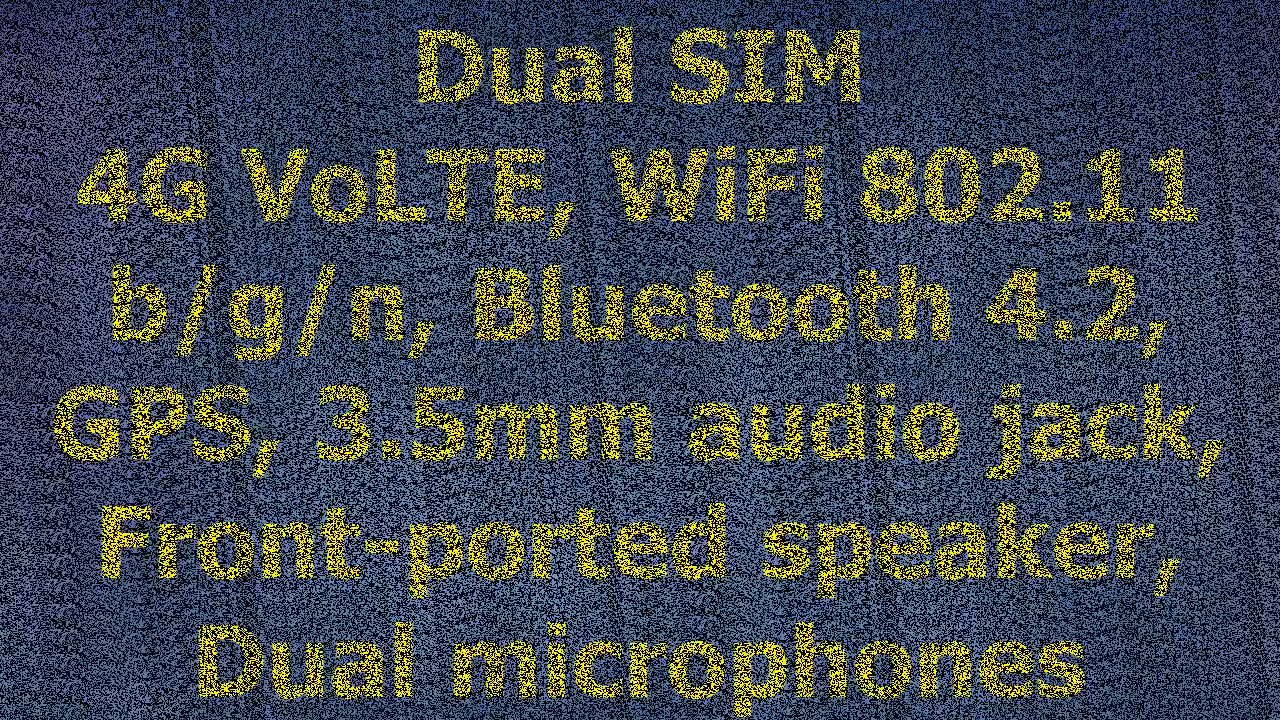 Dual SIM
4G VoLTE, WiFi 802.11
b/g/n, Bluetooth 4.2,
GPS, 3.5mm audio jack,
Front-ported speaker,
Dual microphones